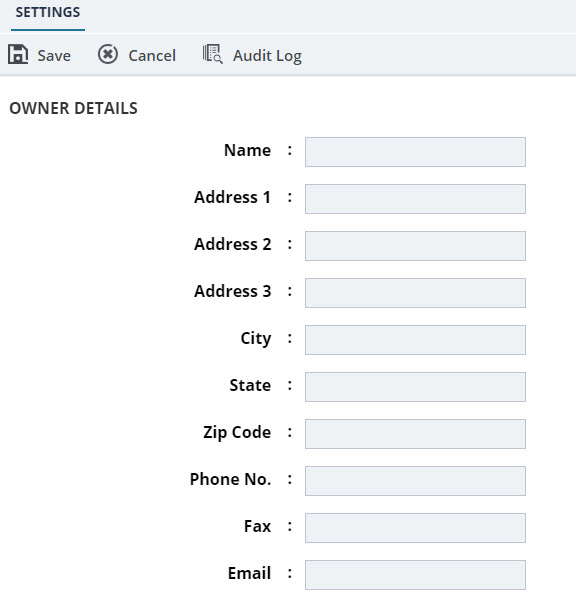 SETTINGS
Save Cancel Audit Log
OWNER DETAILS
Name :
Address 1 :
Address 2 :
Address 3 :
City :
State :
Zip Code :
Phone No. :
Fax :
Email :